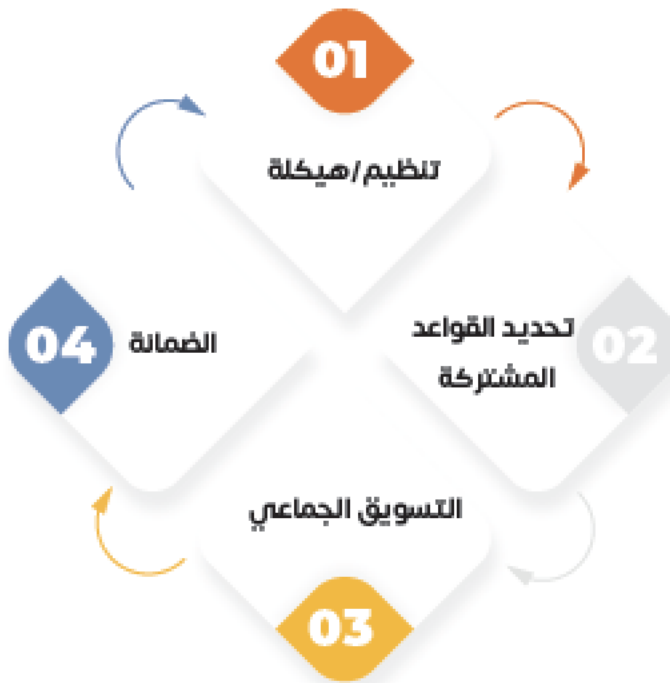 01
تنظيم/هيكلة
02
تحديد القواعد
المشتركة
03
التسويق الجماعي
04
الضمانة